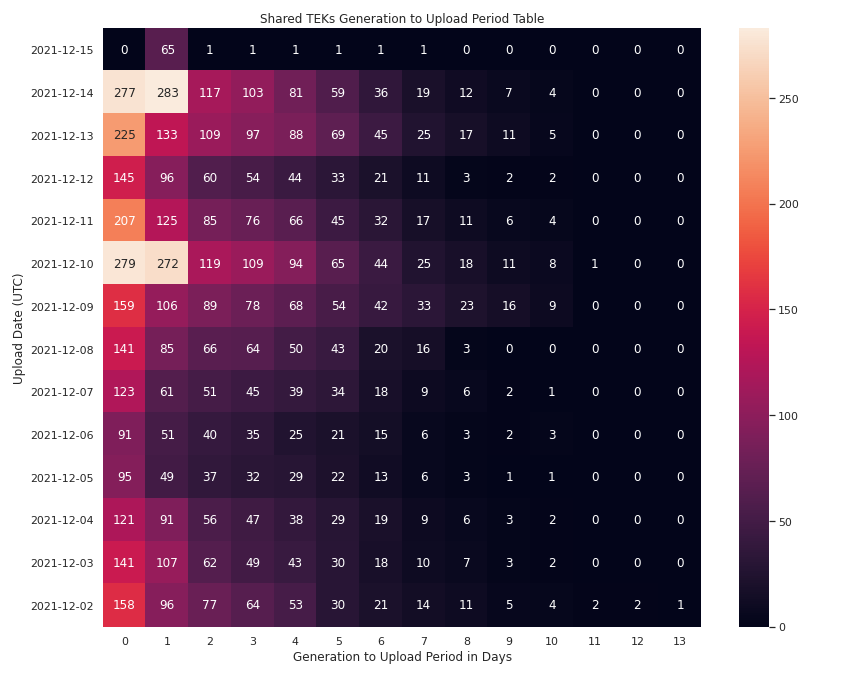 Shared TEKs Generation to Upload Period Table
Upload Date (UTC)
2021-12-15 0 65 1 1 1 1 1 1 0 0 0 0 0 0
2021-12-14 277 283 117 103 81 59 36 19 12 7 4 0 0 0
2021-12-13 225 133 109 97 88 69 45 25 17 11 5 0 0 0
2021-12-12 145 96 60 54 44 33 21 11 3 2 2 0 0 0
2021-12-11 207 125 85 76 66 45 32 17 11 6 4 0 0 0
2021-12-10 279 272 119 109 94 65 44 25 18 11 8 1 0 0
2021-12-09 159 106 89 78 68 54 42 33 23 16 9 0 0 0
2021-12-08 141 85 66 64 50 43 20 16 3 0 0 0 0 0
2021-12-07 123 61 51 45 39 34 18 9 6 2 1 0 0 0
2021-12-06 91 51 40 35 25 21 15 6 3 2 3 0 0 0
2021-12-05 95 49 37 32 29 22 13 6 3 1 1 0 0 0
2021-12-04 121 91 56 47 38 29 19 9 6 3 2 0 0 0
2021-12-03 141 107 62 49 43 30 18 10 7 3 2 0 0 0
2021-12-02 158 96 77 64 53 30 21 14 11 5 4 2 2 1
0 1 2 3 4 5 6 7 8 9 10 11 12 13
Generation to Upload Period in Days
250
200
150
100
50
0